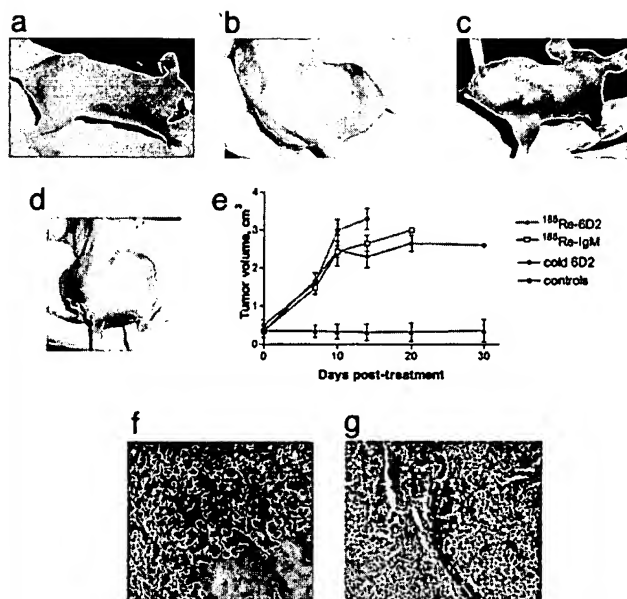 a
b
c
d
e
Tumor volume, cm³
4
3
2
1
0
0 10 20 30
Days post-treatment
¹⁸⁸Re-6D2
¹⁸⁸Re-IgM
cold 6D2
controls
f
g